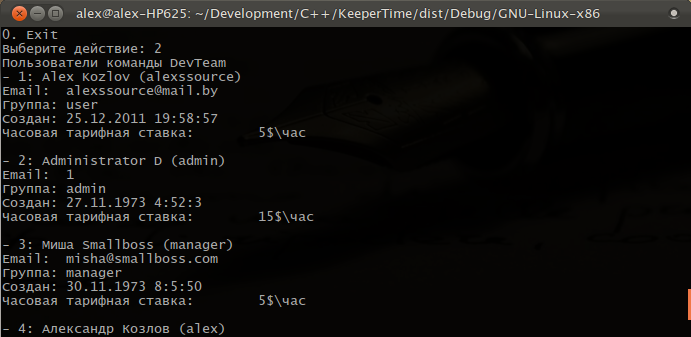 alex@alex-HP625: ~/Development/C++/KeeperTime/dist/Debug/GNU-Linux-x86
0. Exit
Выберите действие: 2
Пользователи команды DevTeam
- 1: Alex Kozlov (alexssource)
Email:  alexssource@mail.by
Группа: user
Создан: 25.12.2011 19:58:57
Часовая тарифная ставка:        5$\час
- 2: Administrator D (admin)
Email:  1
Группа: admin
Создан: 27.11.1973 4:52:3
Часовая тарифная ставка:        15$\час
- 3: Миша Smallboss (manager)
Email:  misha@smallboss.com
Группа: manager
Создан: 30.11.1973 8:5:50
Часовая тарифная ставка:        5$\час
- 4: Александр Козлов (alex)